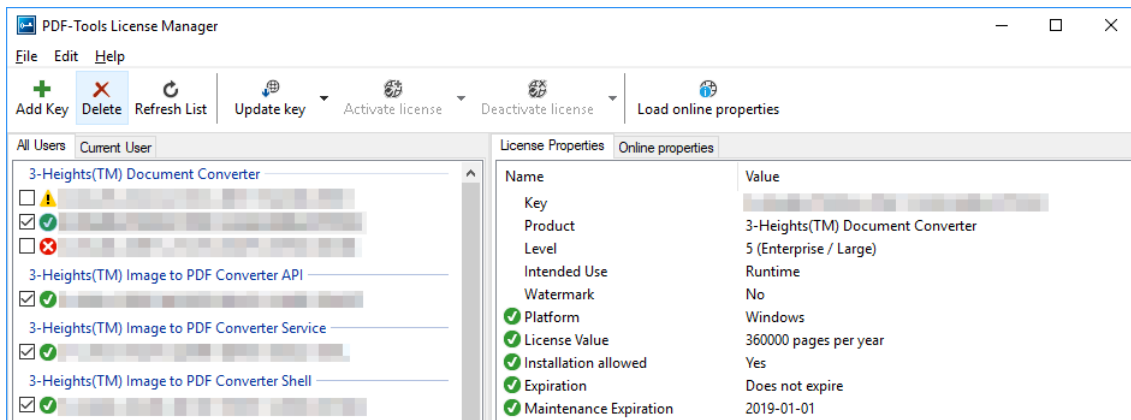 PDF-Tools License Manager
File Edit Help
Add Key Delete Refresh List Update key Activate license Deactivate license Load online properties
All Users Current User
3-Heights(TM) Document Converter
3-Heights(TM) Image to PDF Converter API
3-Heights(TM) Image to PDF Converter Service
3-Heights(TM) Image to PDF Converter Shell
License Properties Online properties
Name Value
Key
Product 3-Heights(TM) Document Converter
Level 5 (Enterprise / Large)
Intended Use Runtime
Watermark No
Platform Windows
License Value 360000 pages per year
Installation allowed Yes
Expiration Does not expire
Maintenance Expiration 2019-01-01